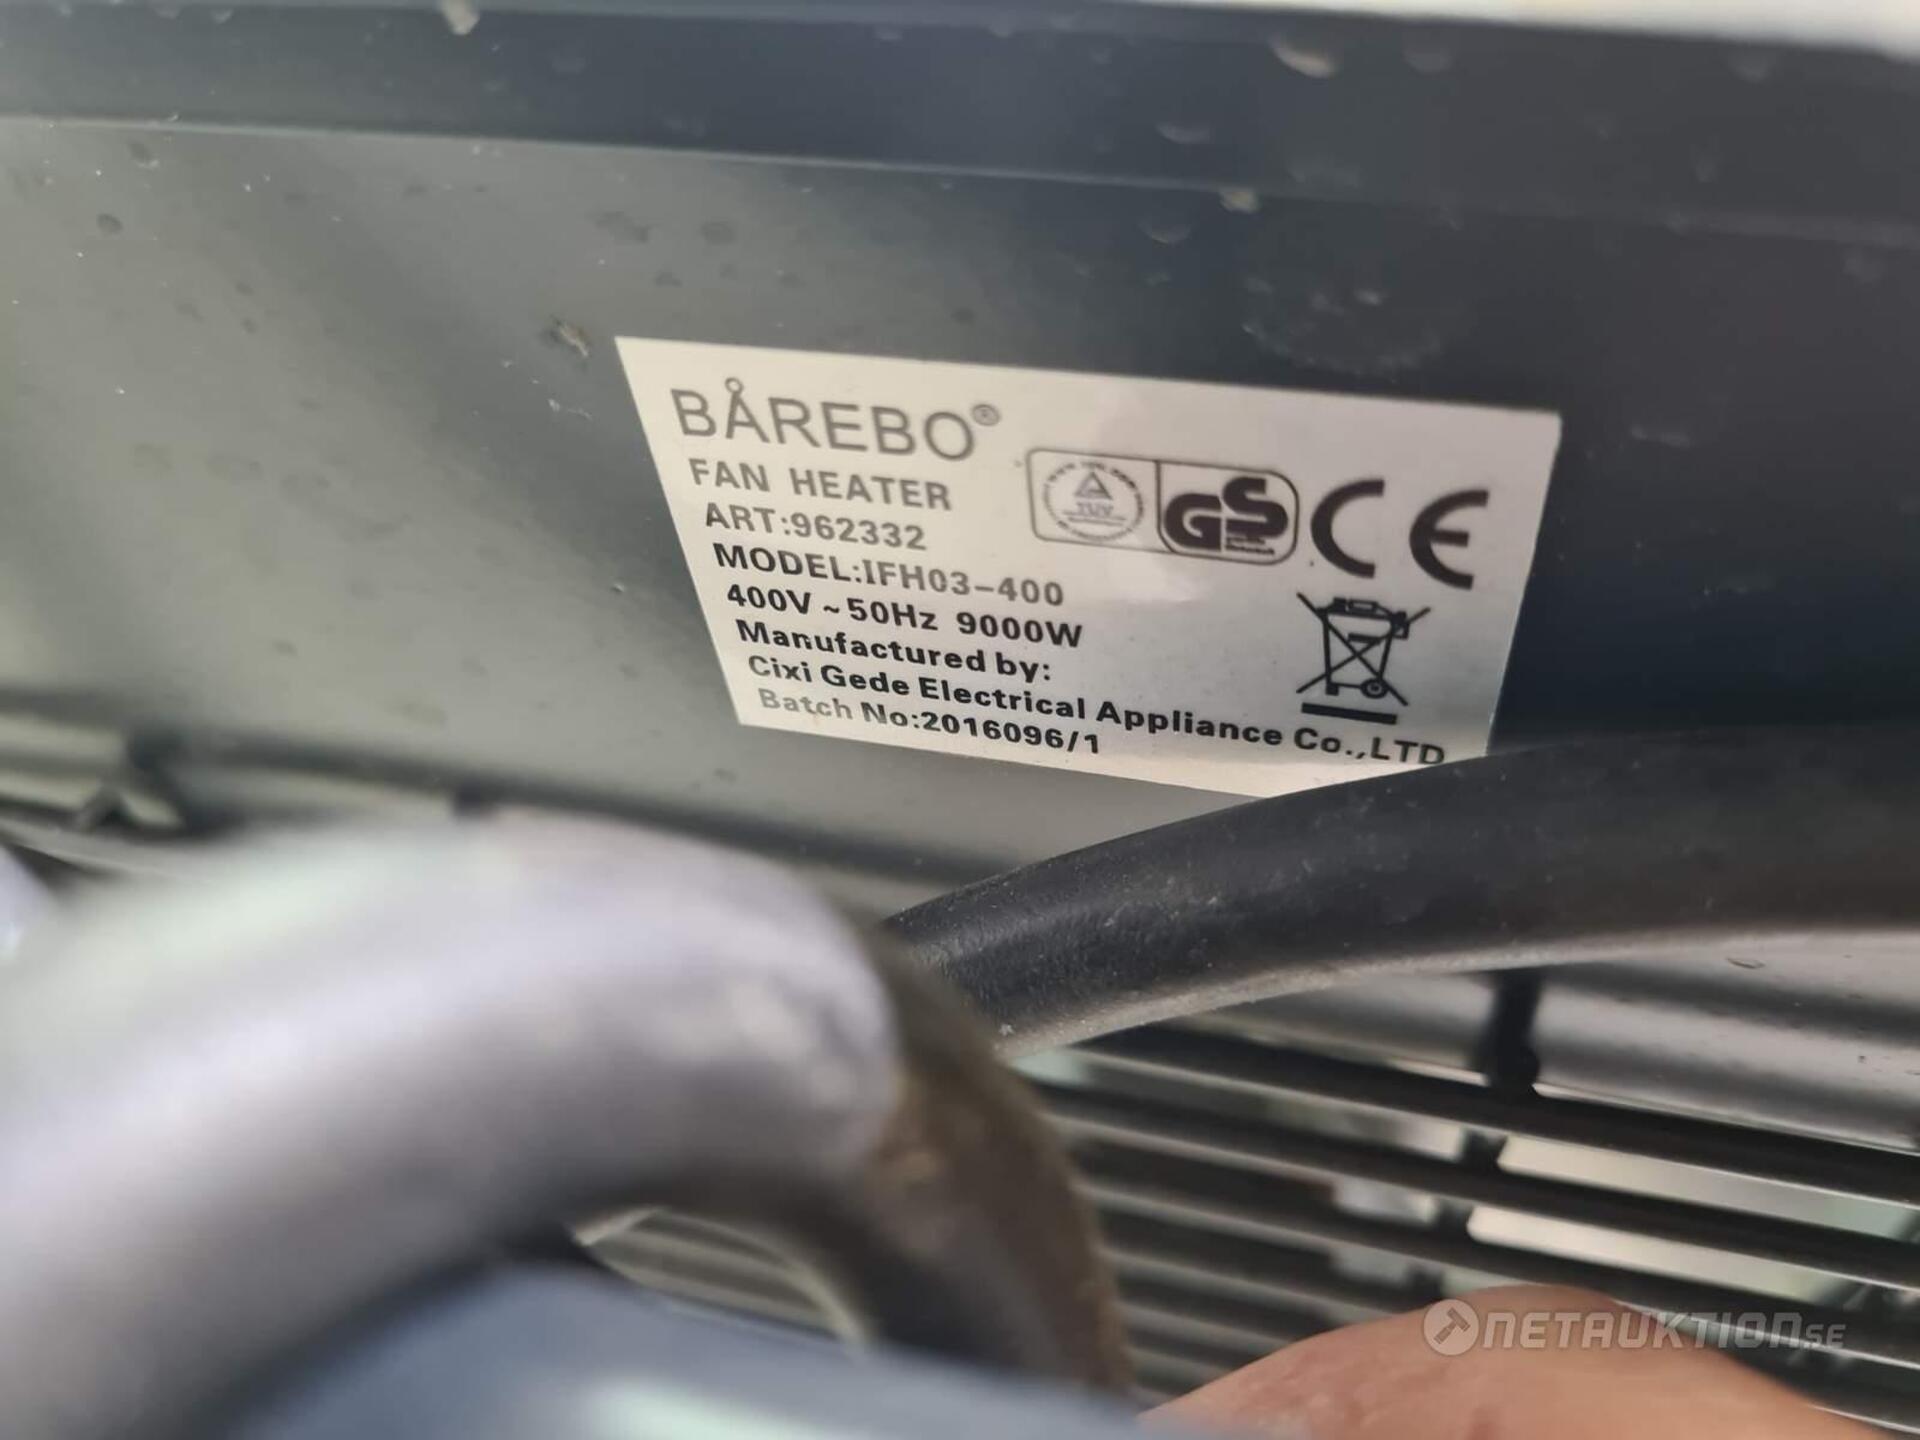 BÅREBO®
FAN HEATER
ART:962332
MODEL:IFH03-400
400V ~ 50Hz 9000W
Manufactured by:
Cixi Gede Electrical Appliance Co.,LTD
Batch No:2016096/1
TÜV
GS
CE
NETAUKTION.SE